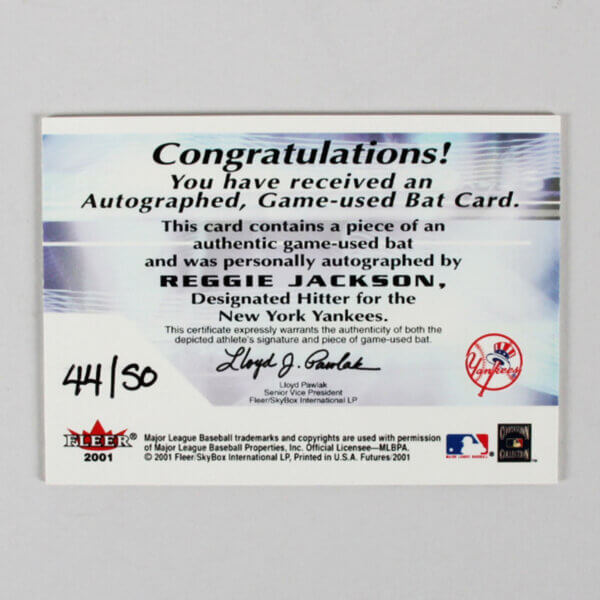 Congratulations!
You have received an
Autographed, Game-used Bat Card.
This card contains a piece of an
authentic game-used bat
and was personally autographed by
REGGIE JACKSON,
Designated Hitter for the
New York Yankees.
This certificate expressly warrants the authenticity of both the
depicted athlete's signature and piece of game-used bat.
Lloyd J. Pawlak
Lloyd Pawlak
Senior Vice President
Fleer/SkyBox International LP
44/50
Yankees
FLEER
2001
Major League Baseball trademarks and copyrights are used with permission
of Major League Baseball Properties, Inc. Official Licensee—MLBPA.
© 2001 Fleer/SkyBox International LP, Printed in U.S.A. Futures/2001
MAJOR LEAGUE BASEBALL
COOPERSTOWN
COLLECTION